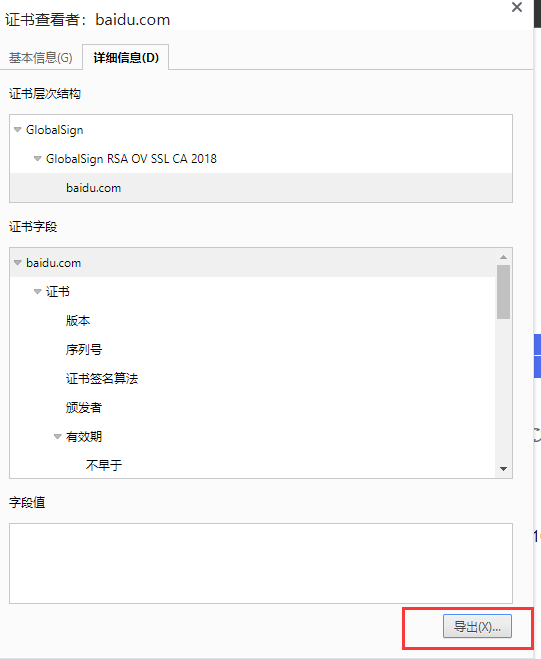 证书查看者：baidu.com
基本信息(G)
详细信息(D)
证书层次结构
GlobalSign
GlobalSign RSA OV SSL CA 2018
baidu.com
证书字段
baidu.com
证书
版本
序列号
证书签名算法
颁发者
有效期
不早于
字段值
导出(X)...